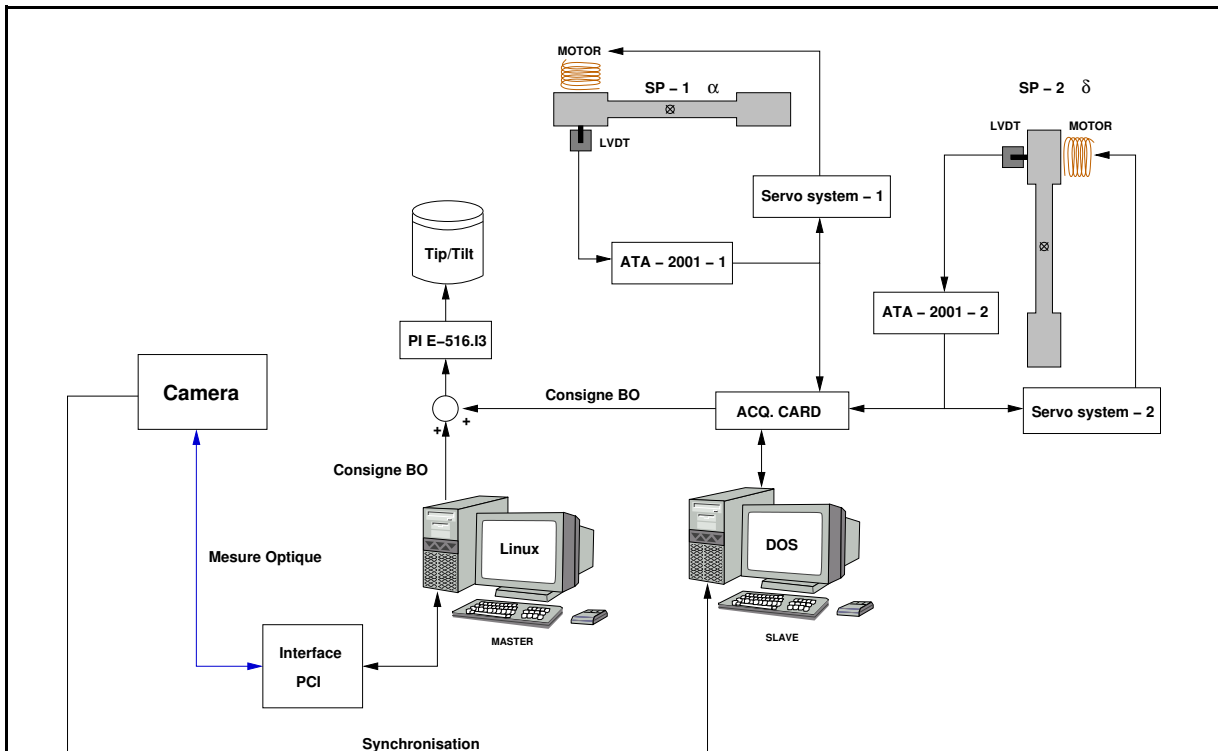 MOTOR
SP – 1 α
SP – 2 δ
LVDT
LVDT
MOTOR
Servo system – 1
Tip/Tilt
ATA – 2001 – 1
ATA – 2001 – 2
PI E–516.I3
Camera
Consigne BO
ACQ. CARD
Servo system – 2
+
+
Consigne BO
Linux
DOS
Mesure Optique
MASTER
SLAVE
Interface
PCI
Synchronisation